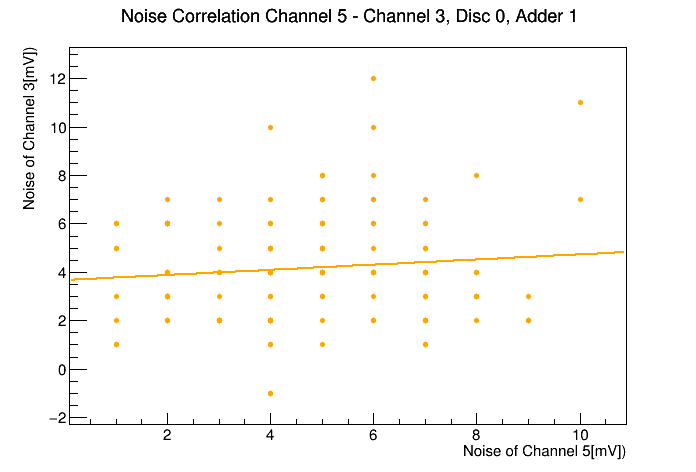 Noise Correlation Channel 5 - Channel 3, Disc 0, Adder 1
Noise of Channel 3[mV])
12
10
8
6
4
2
0
−2
2 4 6 8 10
Noise of Channel 5[mV])